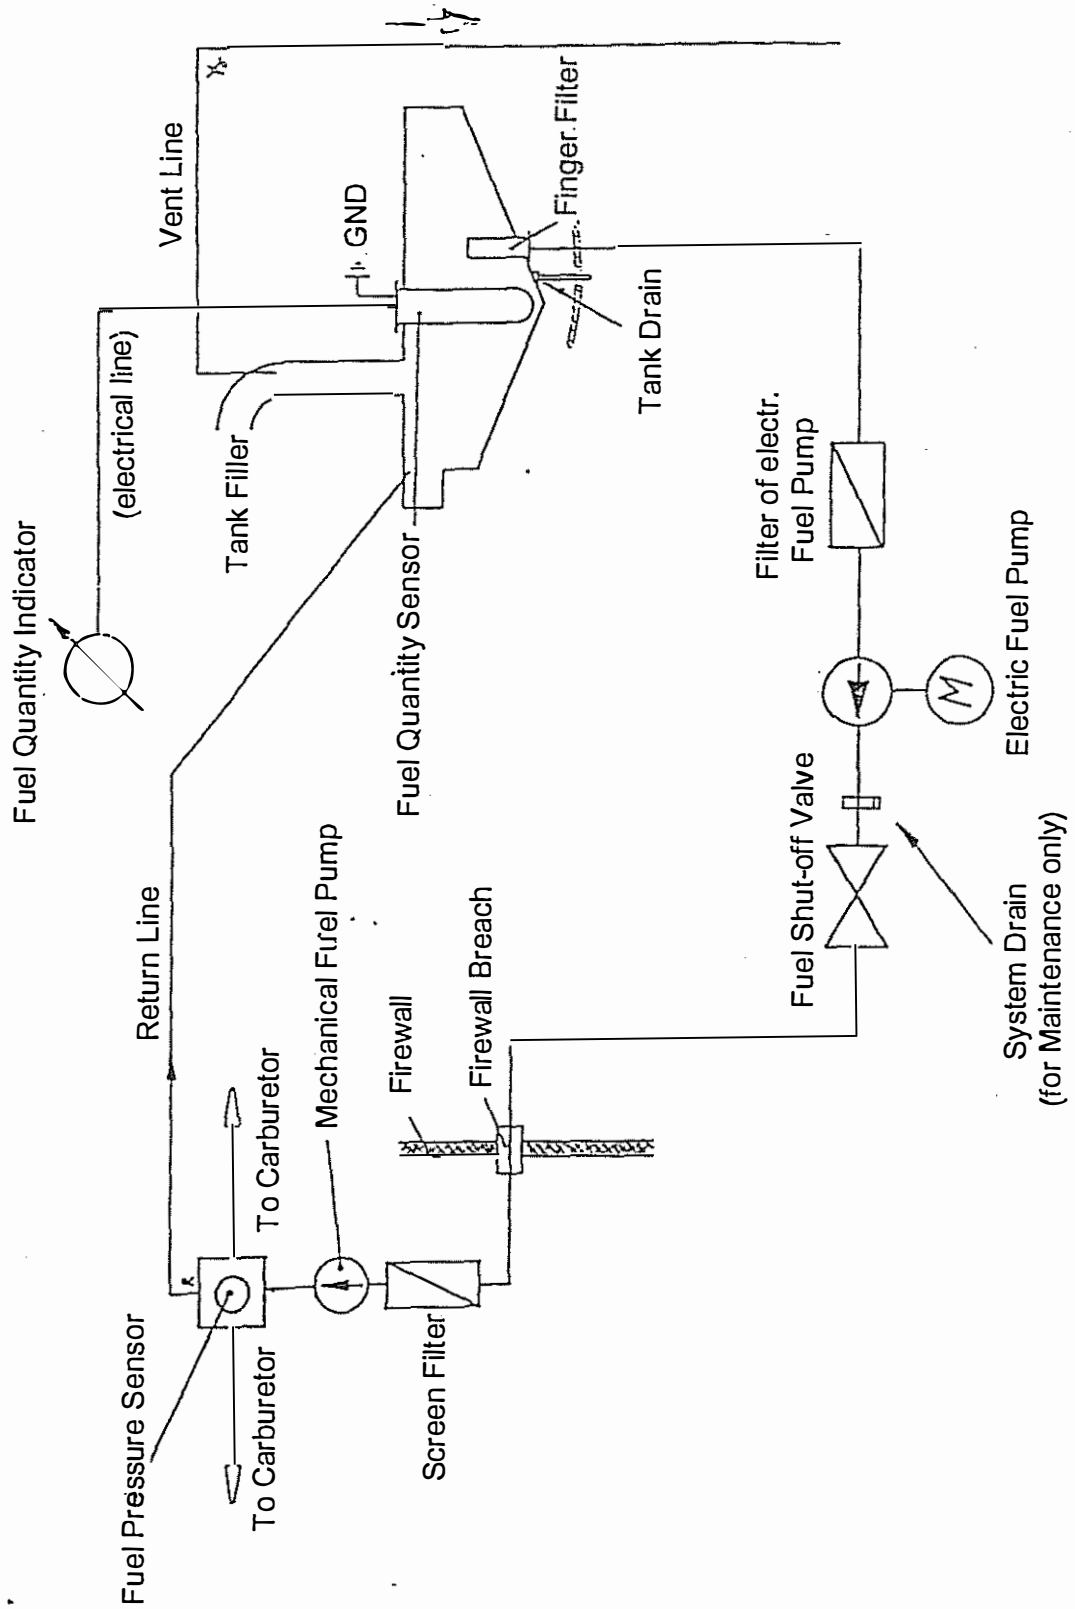 Fuel Quantity Indicator
(electrical line)
Vent Line
GND
Tank Filler
Finger Filter
Tank Drain
Fuel Quantity Sensor
Return Line
Fuel Pressure Sensor
To Carburetor
To Carburetor
Mechanical Fuel Pump
Firewall
Firewall Breach
Screen Filter
Filter of electr.
Fuel Pump
Fuel Shut-off Valve
M
Electric Fuel Pump
System Drain
(for Maintenance only)
R